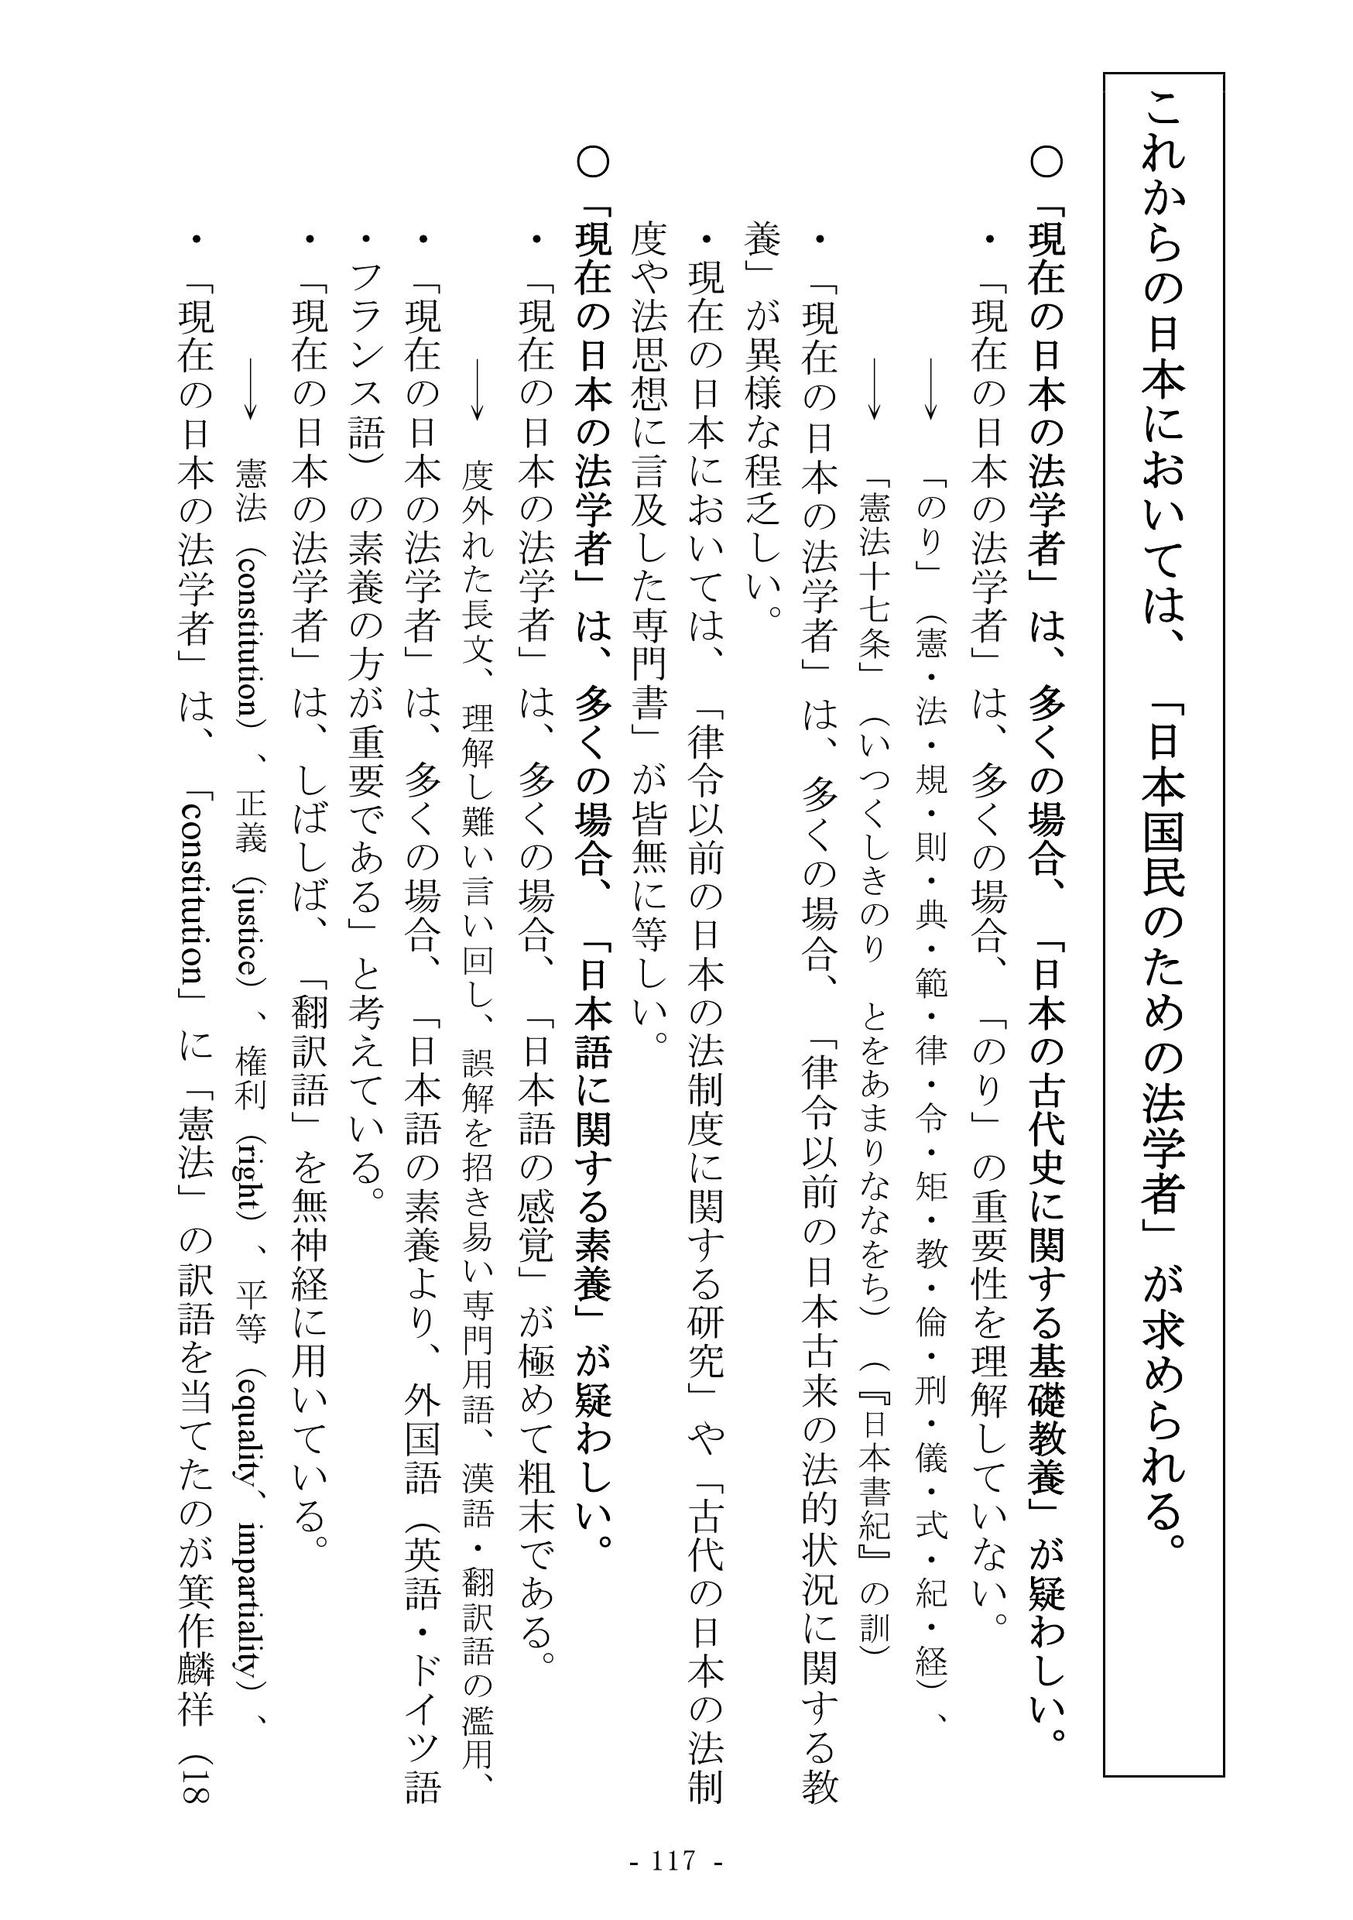 これからの日本においては、「日本国民のための法学者」が求められる。
○「現在の日本の法学者」は、多くの場合、「日本の古代史に関する基礎教養」が疑わしい。
・「現在の日本の法学者」は、多くの場合、「のり」の重要性を理解していない。
→「のり」（憲・法・規・則・典・範・律・令・矩・教・倫・刑・儀・式・紀・経）、
→「憲法十七条」（いつくしきのり　とをあまりななをち）（『日本書紀』の訓）
・「現在の日本の法学者」は、多くの場合、「律令以前の日本古来の法的状況に関する教
養」が異様な程乏しい。
・現在の日本においては、「律令以前の日本の法制度に関する研究」や「古代の日本の法制
度や法思想に言及した専門書」が皆無に等しい。
○「現在の日本の法学者」は、多くの場合、「日本語に関する素養」が疑わしい。
・「現在の日本の法学者」は、多くの場合、「日本語の感覚」が極めて粗末である。
→ 度外れた長文、理解し難い言い回し、誤解を招き易い専門用語、漢語・翻訳語の濫用、
・「現在の日本の法学者」は、多くの場合、「日本語の素養より、外国語（英語・ドイツ語
・フランス語）の素養の方が重要である」と考えている。
・「現在の日本の法学者」は、しばしば、「翻訳語」を無神経に用いている。
→ 憲法（constitution）、正義（justice）、権利（right）、平等（equality、impartiality）、
・「現在の日本の法学者」は、「constitution」に「憲法」の訳語を当てたのが箕作麟祥（18
- 117 -